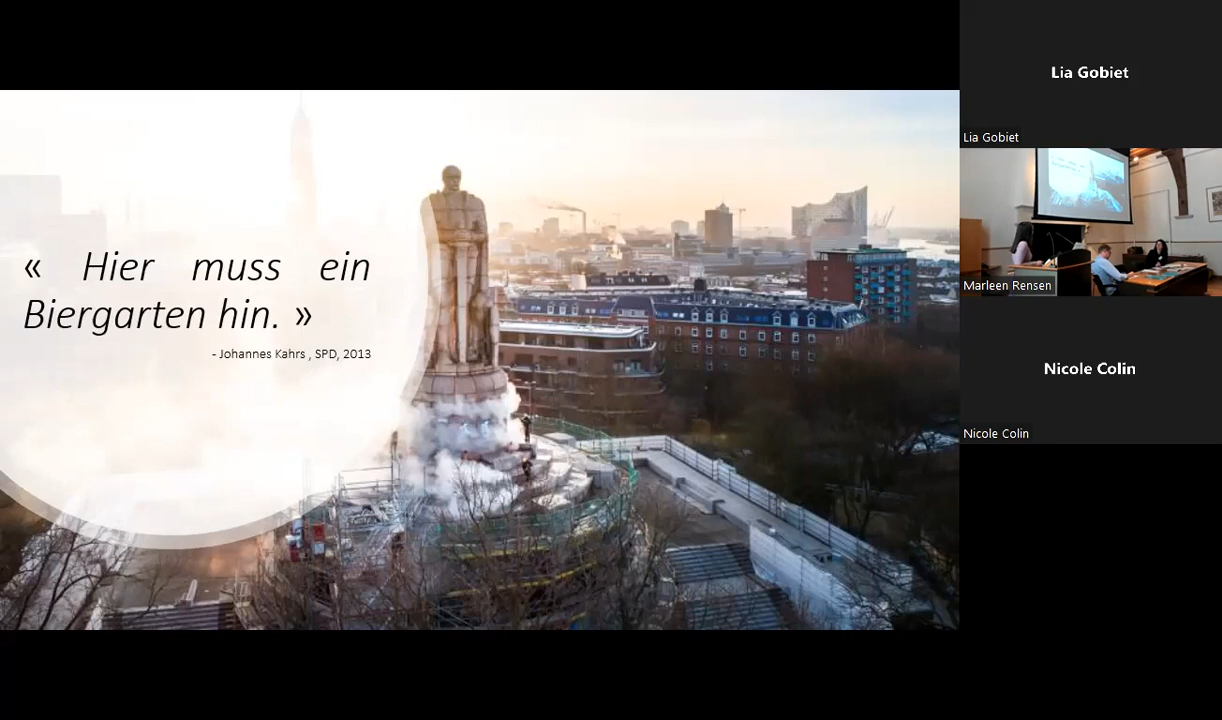 « Hier muss ein
Biergarten hin. »
- Johannes Kahrs , SPD, 2013
Lia Gobiet
Lia Gobiet
Marleen Rensen
Nicole Colin
Nicole Colin